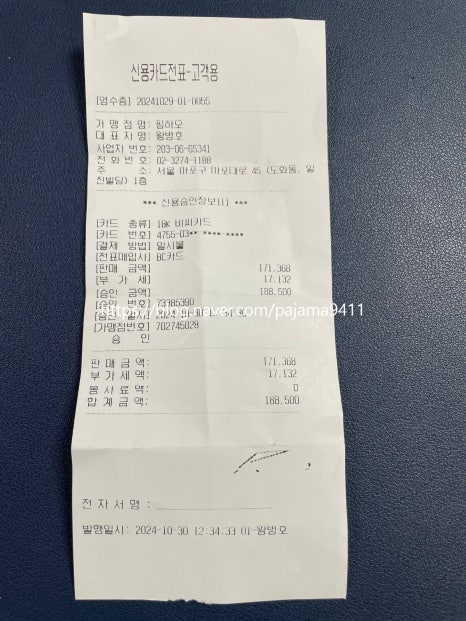 신용카드전표-고객용
[영수증] 20241029-01-0055
가 맹 점 명: 핑하오
대 표 자 명: 왕병호
사업자 번호: 203-06-65341
전 화 번 호: 02-3274-1188
주 소: 서울 마포구 마포대로 45 (도화동, 일
진빌딩) 1층
*** 신용승인정보[1] ***
[카드 종류] IBK 비씨카드
[카드 번호] 4755-03**-****-****
[결제 방법] 일시불
[전표매입사] BC카드
[판매 금액] 171,368
[부 가 세] 17,132
[승인 금액] 188,500
[승인 번호] 73185390
[승인 일시] 2024
https://blog.naver.com/pajama9411
[가맹점번호] 702745028
승 인
판 매 금 액: 171,368
부 가 세 액: 17,132
봉 사 료 액: 0
합 계 금 액: 188,500
전 자 서 명 :
발행일시: 2024-10-30 12:34:33 01-왕병호